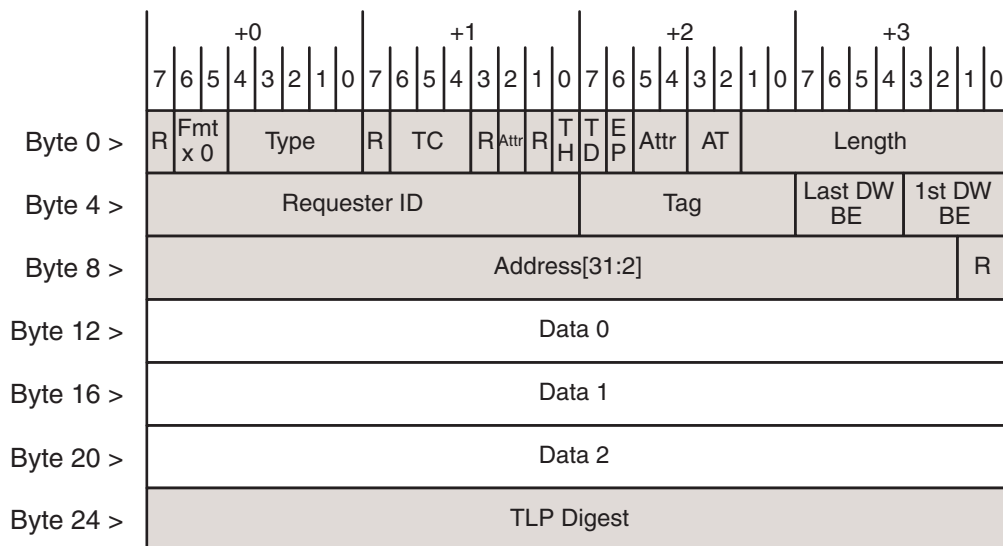 +0 +1 +2 +3
7 6 5 4 3 2 1 0 7 6 5 4 3 2 1 0 7 6 5 4 3 2 1 0 7 6 5 4 3 2 1 0
Byte 0 > R Fmt x 0 Type R TC R Attr R TH TD EP Attr AT Length
Byte 4 > Requester ID Tag Last DW BE 1st DW BE
Byte 8 > Address[31:2] R
Byte 12 > Data 0
Byte 16 > Data 1
Byte 20 > Data 2
Byte 24 > TLP Digest